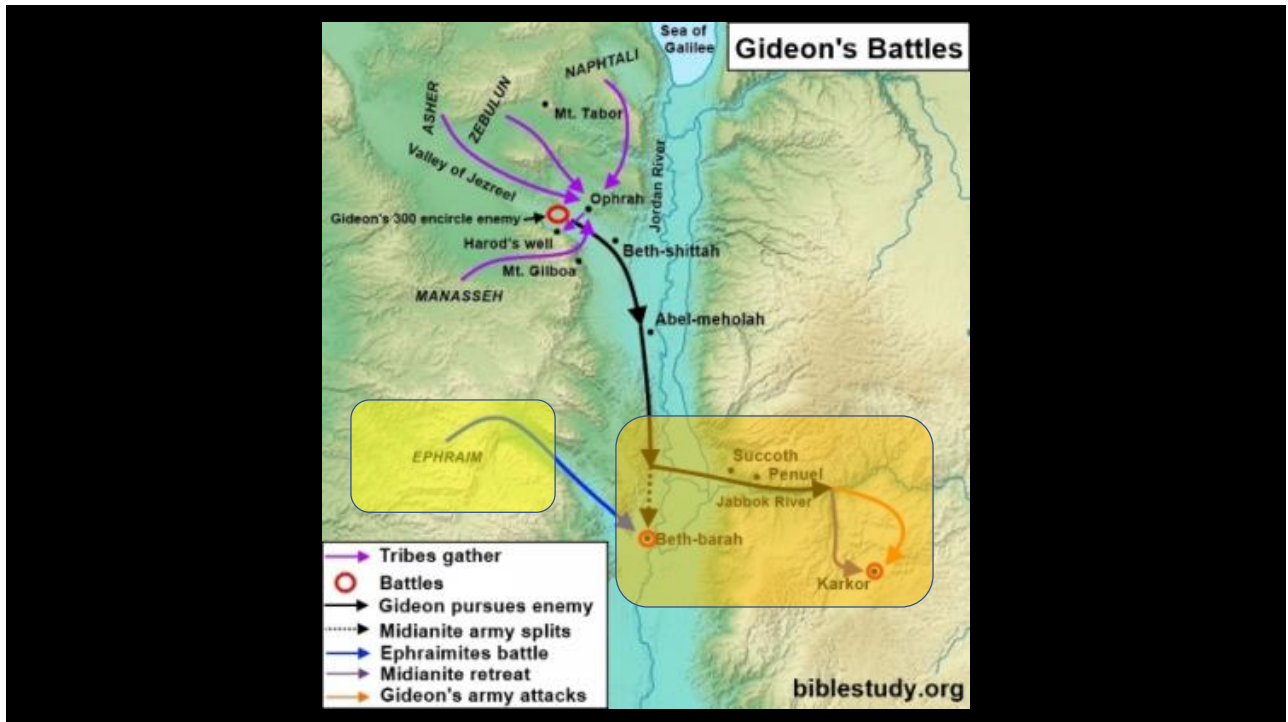 Sea of
Galilee
Gideon's Battles
NAPHTALI
ASHER
ZEBULUN
Mt. Tabor
Valley of Jezreel
Jordan River
Ophrah
Gideon's 300 encircle enemy
Harod's well
Beth-shittah
Mt. Gilboa
MANASSEH
Abel-meholah
EPHRAIM
Succoth
Penuel
Jabbok River
Beth-barah
Karkor
Tribes gather
Battles
Gideon pursues enemy
Midianite army splits
Ephraimites battle
Midianite retreat
Gideon's army attacks
biblestudy.org